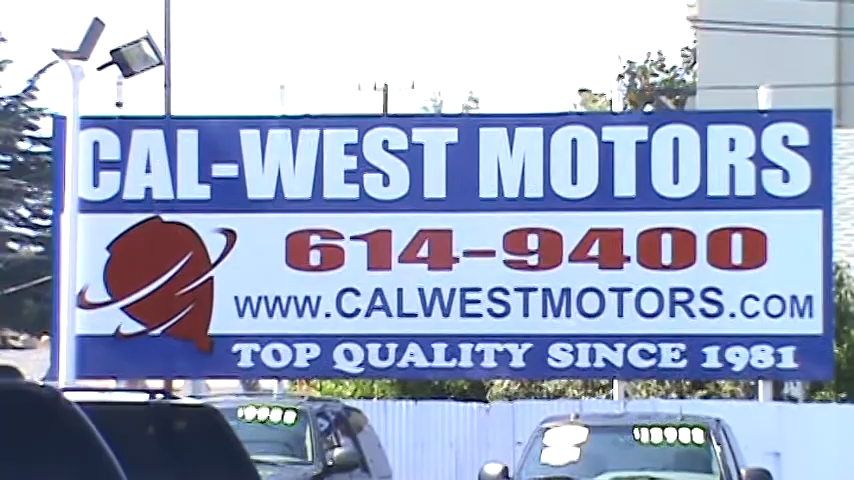 CAL-WEST MOTORS
614-9400
WWW.CALWESTMOTORS.COM
TOP QUALITY SINCE 1981